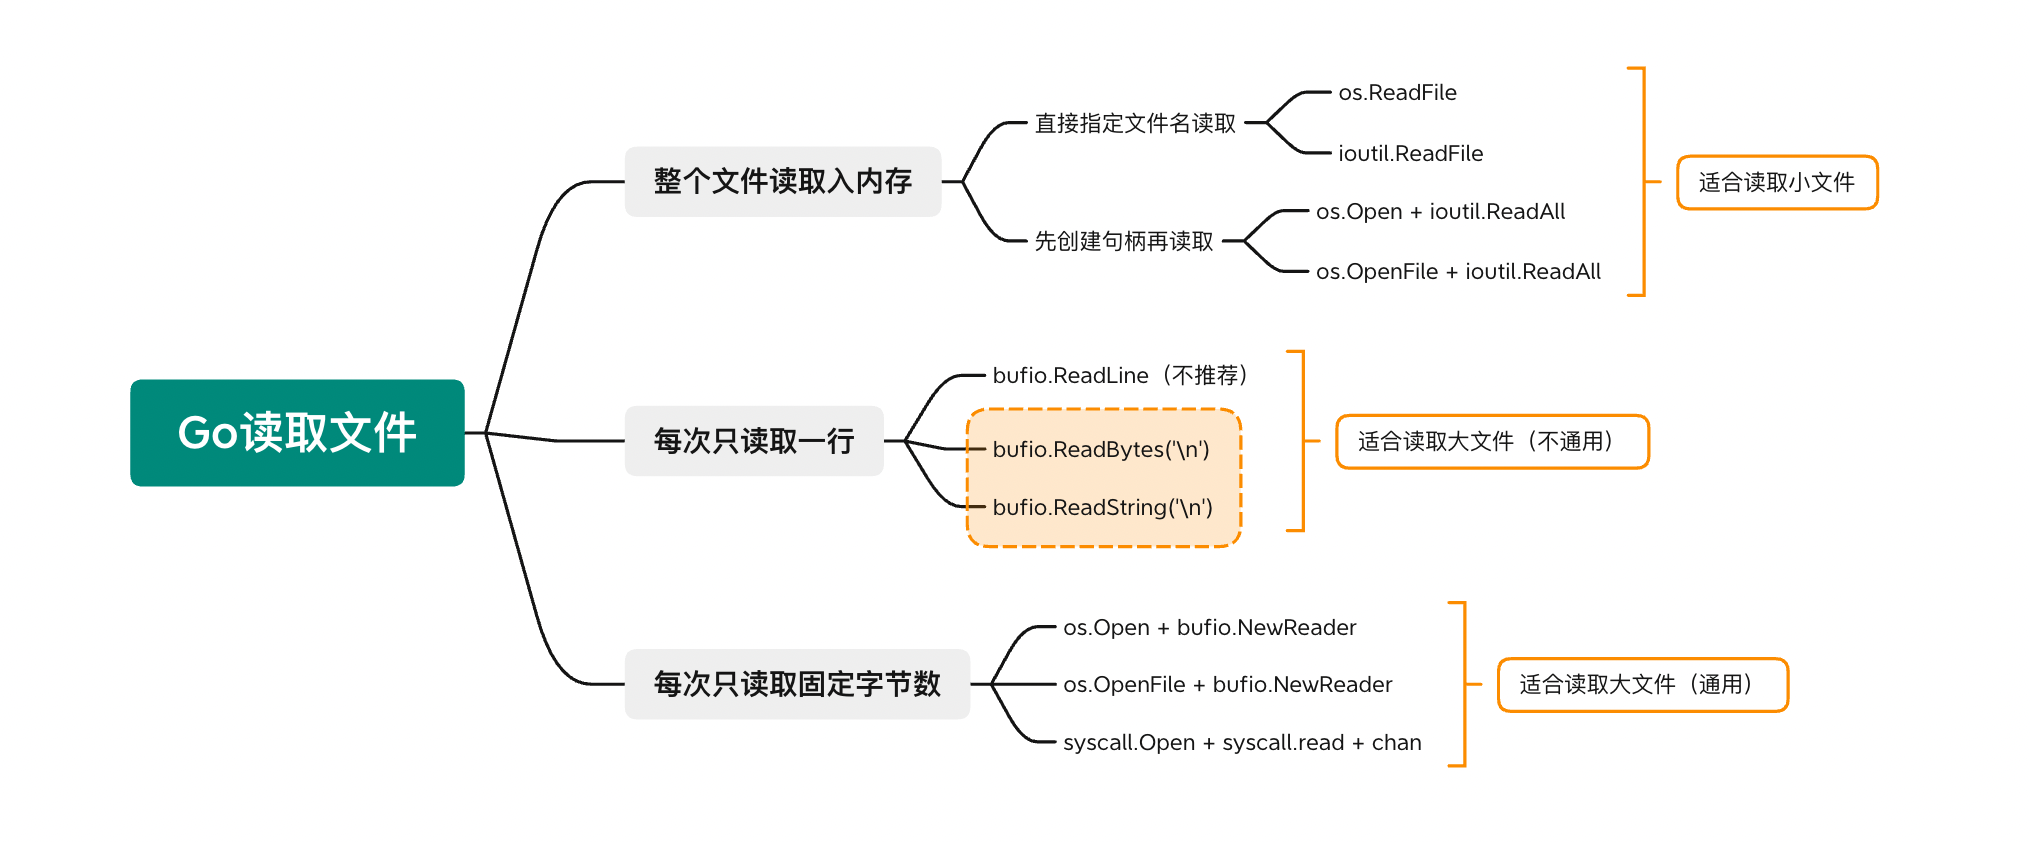 Go读取文件
整个文件读取入内存
直接指定文件名读取
os.ReadFile
ioutil.ReadFile
先创建句柄再读取
os.Open + ioutil.ReadAll
os.OpenFile + ioutil.ReadAll
适合读取小文件
每次只读取一行
bufio.ReadLine（不推荐）
bufio.ReadBytes('\n')
bufio.ReadString('\n')
适合读取大文件（不通用）
每次只读取固定字节数
os.Open + bufio.NewReader
os.OpenFile + bufio.NewReader
syscall.Open + syscall.read + chan
适合读取大文件（通用）